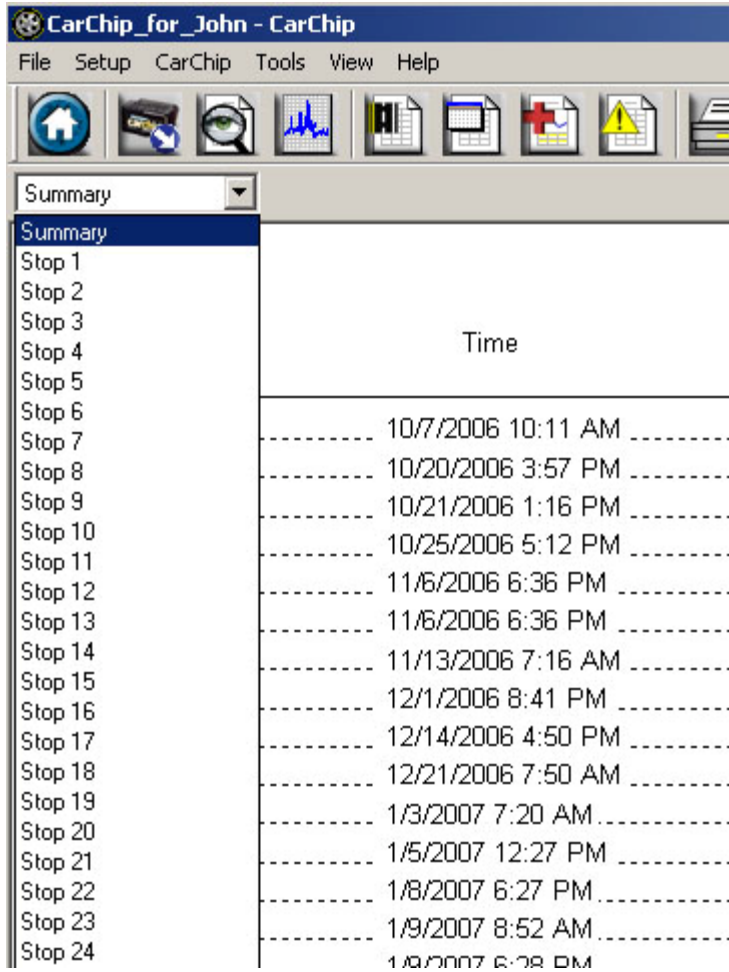 CarChip_for_John - CarChip
File Setup CarChip Tools View Help
Summary
Summary
Stop 1
Stop 2
Stop 3
Stop 4
Stop 5
Stop 6
Stop 7
Stop 8
Stop 9
Stop 10
Stop 11
Stop 12
Stop 13
Stop 14
Stop 15
Stop 16
Stop 17
Stop 18
Stop 19
Stop 20
Stop 21
Stop 22
Stop 23
Stop 24
Time
10/7/2006 10:11 AM
10/20/2006 3:57 PM
10/21/2006 1:16 PM
10/25/2006 5:12 PM
11/6/2006 6:36 PM
11/6/2006 6:36 PM
11/13/2006 7:16 AM
12/1/2006 8:41 PM
12/14/2006 4:50 PM
12/21/2006 7:50 AM
1/3/2007 7:20 AM
1/5/2007 12:27 PM
1/8/2007 6:27 PM
1/9/2007 8:52 AM
1/9/2007 6:28 PM